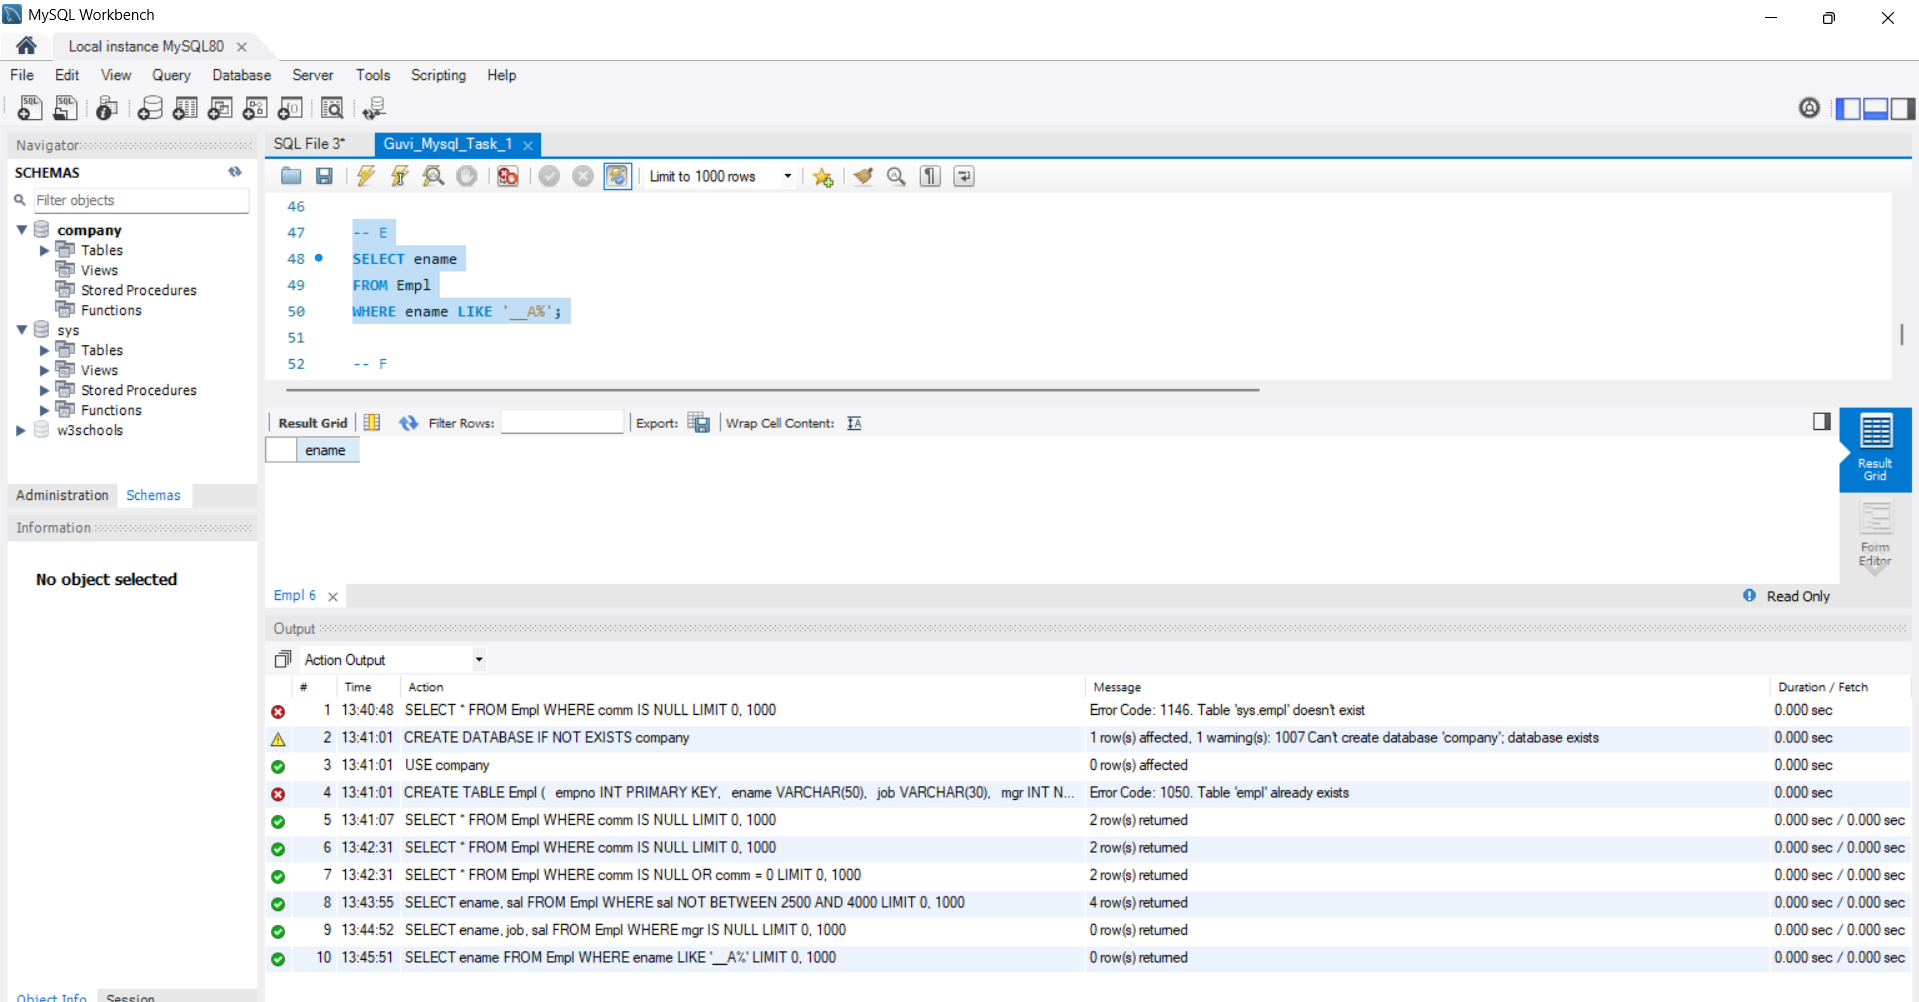 MySQL Workbench
Local instance MySQL80
File Edit View Query Database Server Tools Scripting Help
Navigator
SCHEMAS
Filter objects
company
Tables
Views
Stored Procedures
Functions
sys
Tables
Views
Stored Procedures
Functions
w3schools
Administration Schemas
Information
No object selected
Object Info Session
SQL File 3* Guvi_Mysql_Task_1
Limit to 1000 rows
46
47 -- E
48 SELECT ename
49 FROM Empl
50 WHERE ename LIKE '__A%';
51
52 -- F
Result Grid Filter Rows: Export: Wrap Cell Content:
ename
Result Grid
Form Editor
Empl 6 Read Only
Output
Action Output
# Time Action Message Duration / Fetch
1 13:40:48 SELECT * FROM Empl WHERE comm IS NULL LIMIT 0, 1000 Error Code: 1146. Table 'sys.empl' doesn't exist 0.000 sec
2 13:41:01 CREATE DATABASE IF NOT EXISTS company 1 row(s) affected, 1 warning(s): 1007 Can't create database 'company'; database exists 0.000 sec
3 13:41:01 USE company 0 row(s) affected 0.000 sec
4 13:41:01 CREATE TABLE Empl ( empno INT PRIMARY KEY, ename VARCHAR(50), job VARCHAR(30), mgr INT N... Error Code: 1050. Table 'empl' already exists 0.000 sec
5 13:41:07 SELECT * FROM Empl WHERE comm IS NULL LIMIT 0, 1000 2 row(s) returned 0.000 sec / 0.000 sec
6 13:42:31 SELECT * FROM Empl WHERE comm IS NULL LIMIT 0, 1000 2 row(s) returned 0.000 sec / 0.000 sec
7 13:42:31 SELECT * FROM Empl WHERE comm IS NULL OR comm = 0 LIMIT 0, 1000 2 row(s) returned 0.000 sec / 0.000 sec
8 13:43:55 SELECT ename, sal FROM Empl WHERE sal NOT BETWEEN 2500 AND 4000 LIMIT 0, 1000 4 row(s) returned 0.000 sec / 0.000 sec
9 13:44:52 SELECT ename, job, sal FROM Empl WHERE mgr IS NULL LIMIT 0, 1000 0 row(s) returned 0.000 sec / 0.000 sec
10 13:45:51 SELECT ename FROM Empl WHERE ename LIKE '__A%' LIMIT 0, 1000 0 row(s) returned 0.000 sec / 0.000 sec